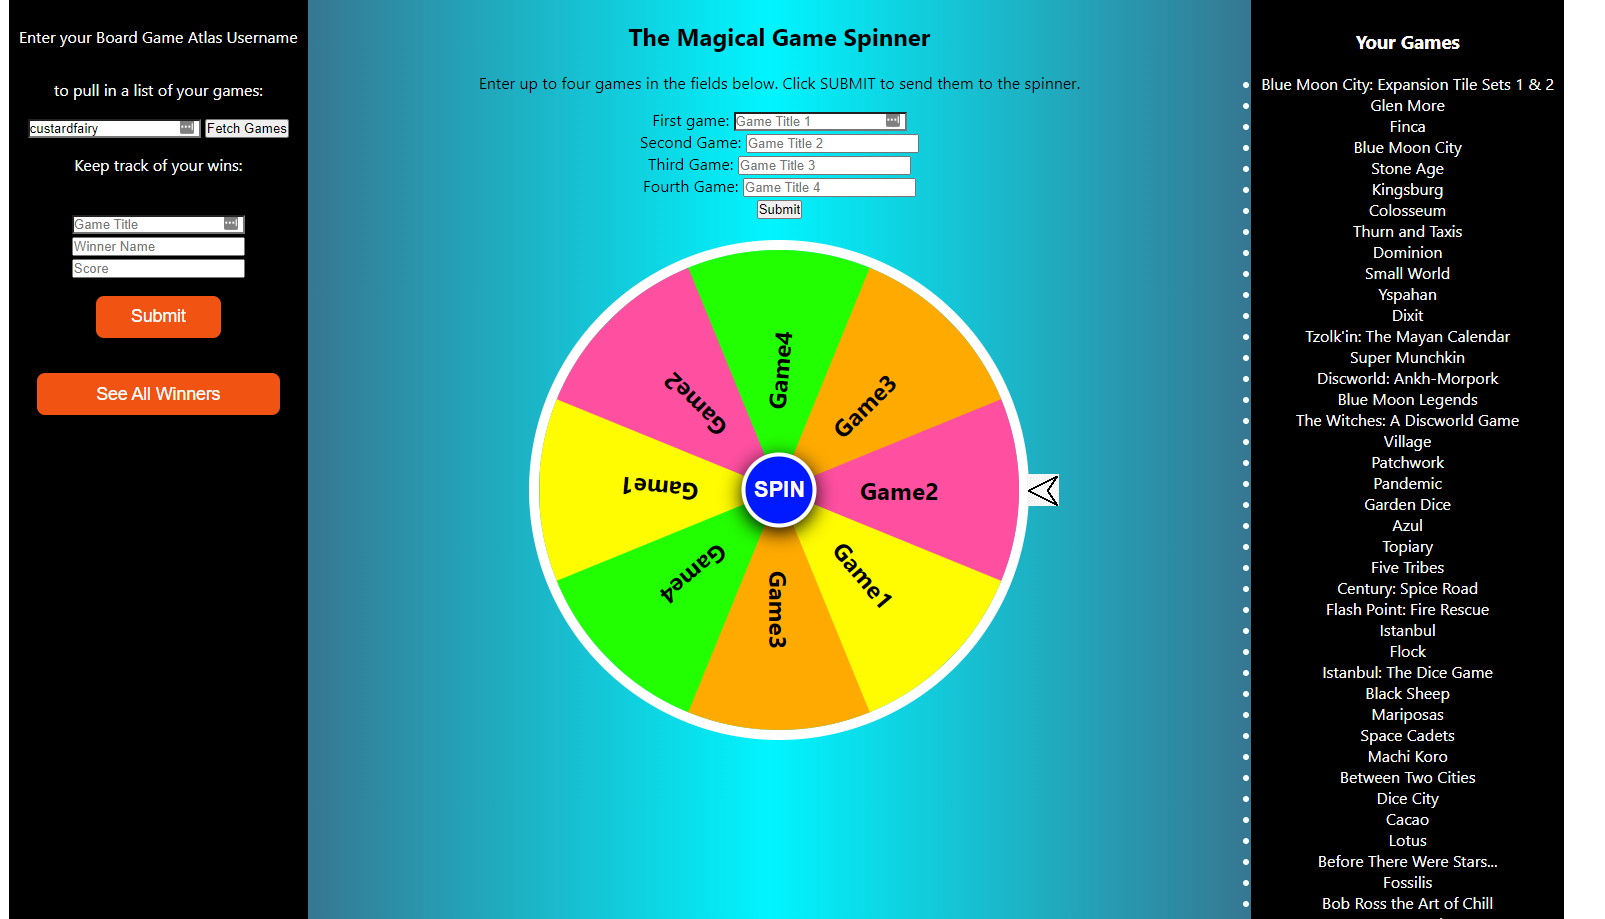 Enter your Board Game Atlas Username
to pull in a list of your games:
custardfairy Fetch Games
Keep track of your wins:
Game Title
Winner Name
Score
Submit
See All Winners
The Magical Game Spinner
Enter up to four games in the fields below. Click SUBMIT to send them to the spinner.
First game: Game Title 1
Second Game: Game Title 2
Third Game: Game Title 3
Fourth Game: Game Title 4
Submit
Game4
Game3
Game2
Game1
Game3
Game4
Game1
Game2
SPIN
Your Games
Blue Moon City: Expansion Tile Sets 1 & 2
Glen More
Finca
Blue Moon City
Stone Age
Kingsburg
Colosseum
Thurn and Taxis
Dominion
Small World
Yspahan
Dixit
Tzolk'in: The Mayan Calendar
Super Munchkin
Discworld: Ankh-Morpork
Blue Moon Legends
The Witches: A Discworld Game
Village
Patchwork
Pandemic
Garden Dice
Azul
Topiary
Five Tribes
Century: Spice Road
Flash Point: Fire Rescue
Istanbul
Flock
Istanbul: The Dice Game
Black Sheep
Mariposas
Space Cadets
Machi Koro
Between Two Cities
Dice City
Cacao
Lotus
Before There Were Stars...
Fossilis
Bob Ross the Art of Chill